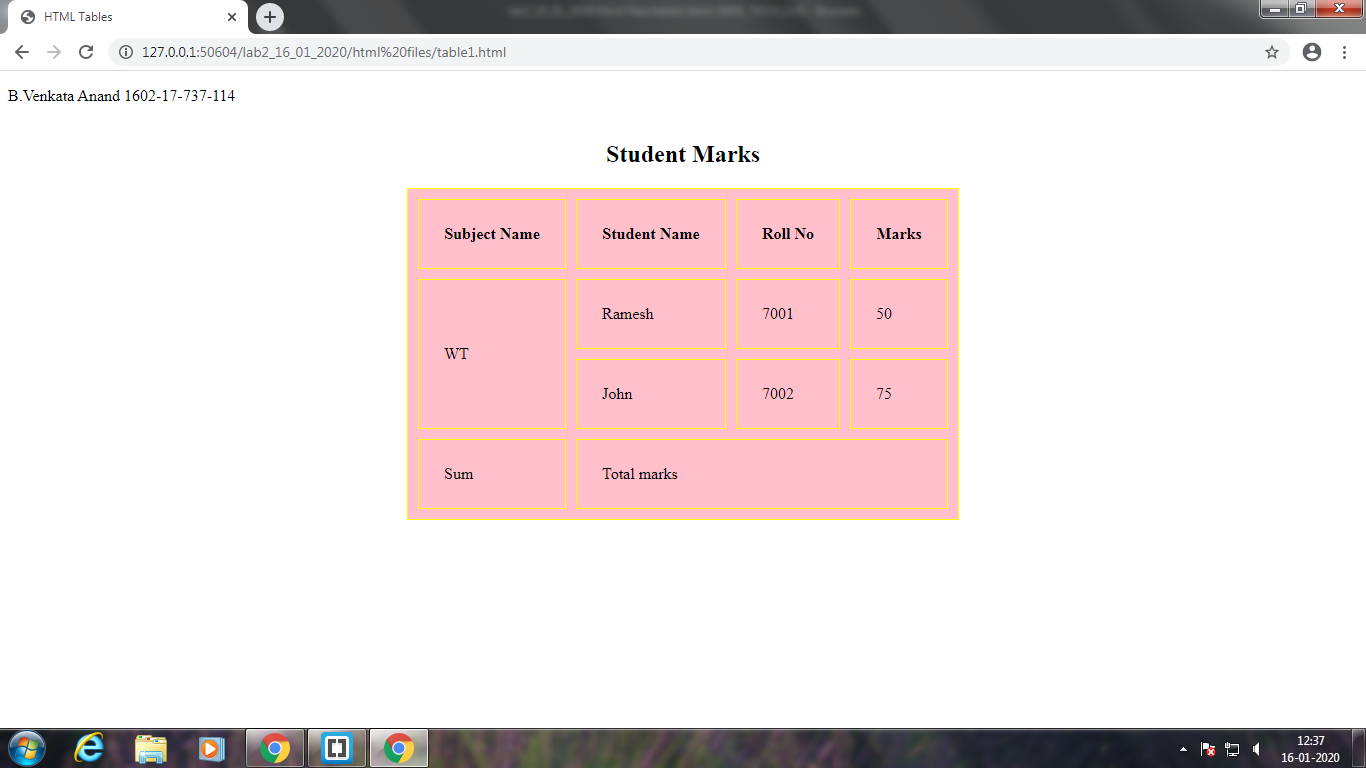 HTML Tables
127.0.0.1:50604/lab2_16_01_2020/html%20files/table1.html
B.Venkata Anand 1602-17-737-114
Student Marks
Subject Name Student Name Roll No Marks
WT
Ramesh 7001 50
John 7002 75
Sum Total marks
12:37
16-01-2020